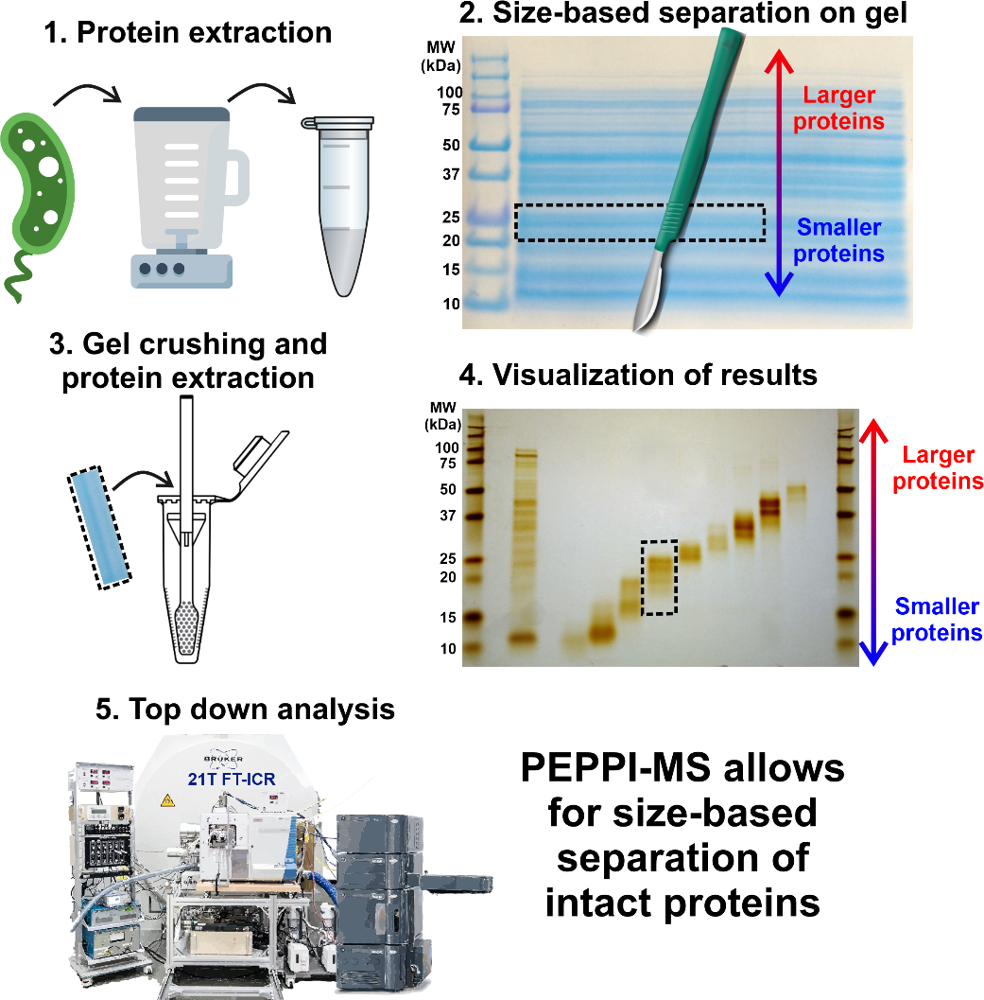 1. Protein extraction
2. Size-based separation on gel
MW
(kDa)
100
75
50
37
25
20
15
10
Larger
proteins
Smaller
proteins
3. Gel crushing and
protein extraction
4. Visualization of results
MW
(kDa)
100
75
50
37
25
20
15
10
Larger
proteins
Smaller
proteins
5. Top down analysis
BRUKER
21T FT-ICR
PEPPI-MS allows
for size-based
separation of
intact proteins